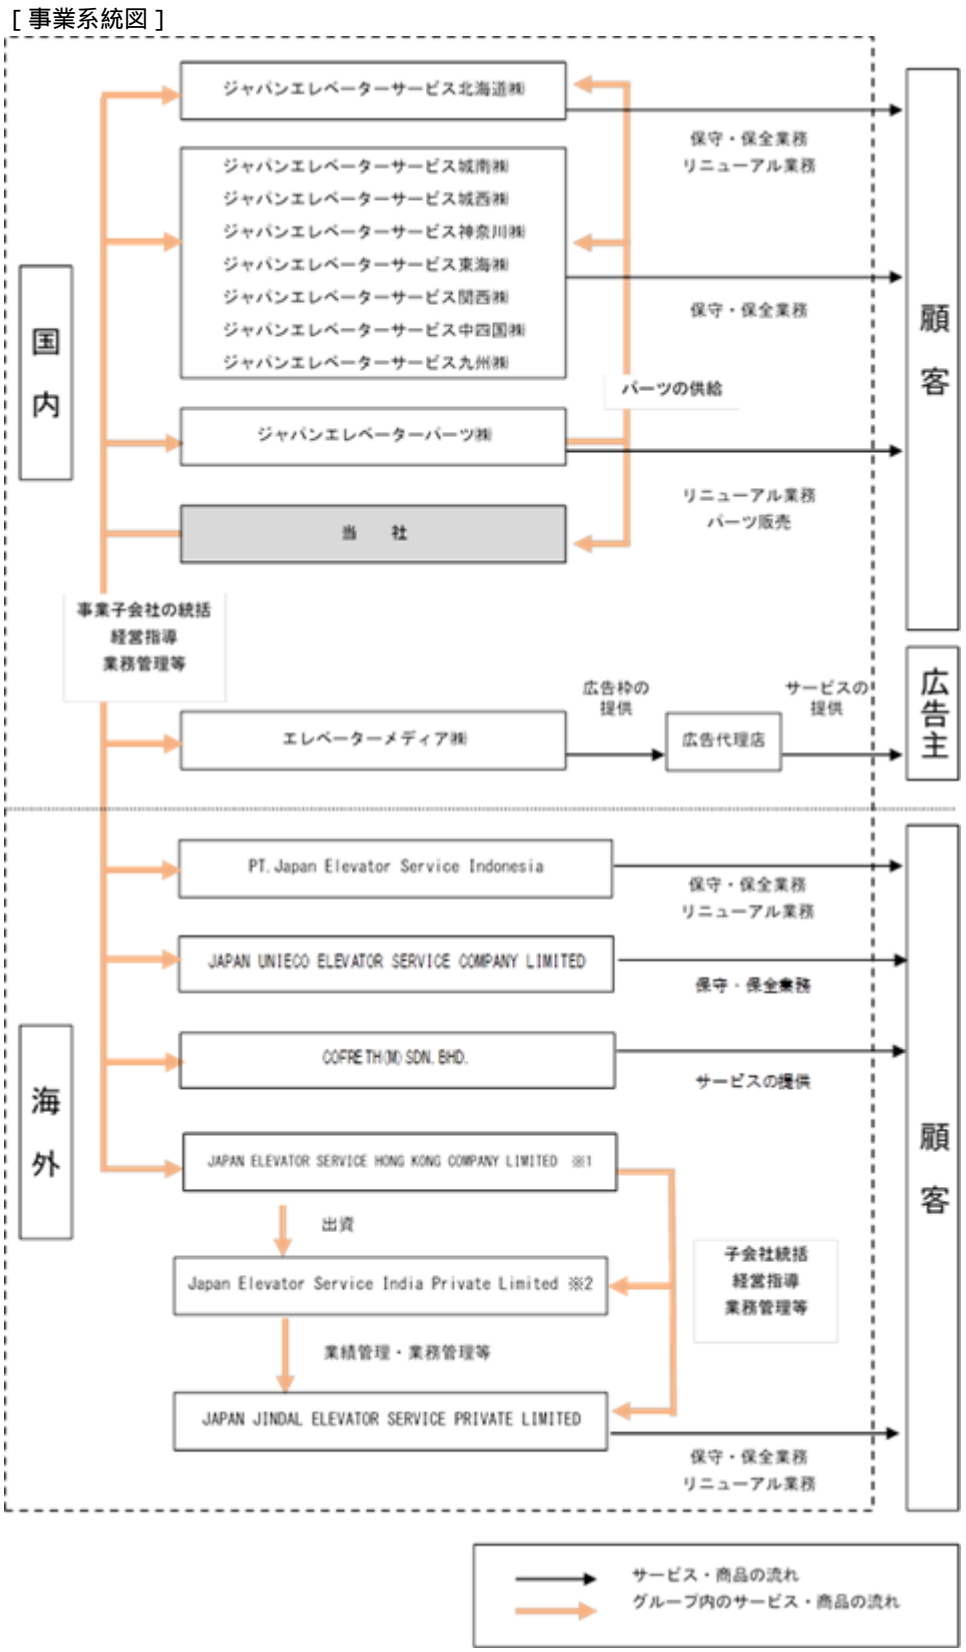 [ 事業系統図 ]
ジャパンエレベーターサービス北海道㈱
保守・保全業務
リニューアル業務
ジャパンエレベーターサービス城南㈱
ジャパンエレベーターサービス城西㈱
ジャパンエレベーターサービス神奈川㈱
ジャパンエレベーターサービス東海㈱
ジャパンエレベーターサービス関西㈱
ジャパンエレベーターサービス中四国㈱
ジャパンエレベーターサービス九州㈱
保守・保全業務
国内
顧客
パーツの供給
ジャパンエレベーターパーツ㈱
リニューアル業務
パーツ販売
当 社
事業子会社の統括
経営指導
業務管理等
エレベーターメディア㈱
広告枠の
提供
広告代理店
サービスの
提供
広告主
PT.Japan Elevator Service Indonesia
保守・保全業務
リニューアル業務
JAPAN UNIECO ELEVATOR SERVICE COMPANY LIMITED
保守・保全業務
COFRETH(M) SDN. BHD.
サービスの提供
海外
顧客
JAPAN ELEVATOR SERVICE HONG KONG COMPANY LIMITED ※1
出資
子会社統括
経営指導
業務管理等
Japan Elevator Service India Private Limited ※2
業績管理・業務管理等
JAPAN JINDAL ELEVATOR SERVICE PRIVATE LIMITED
保守・保全業務
リニューアル業務
サービス・商品の流れ
グループ内のサービス・商品の流れ